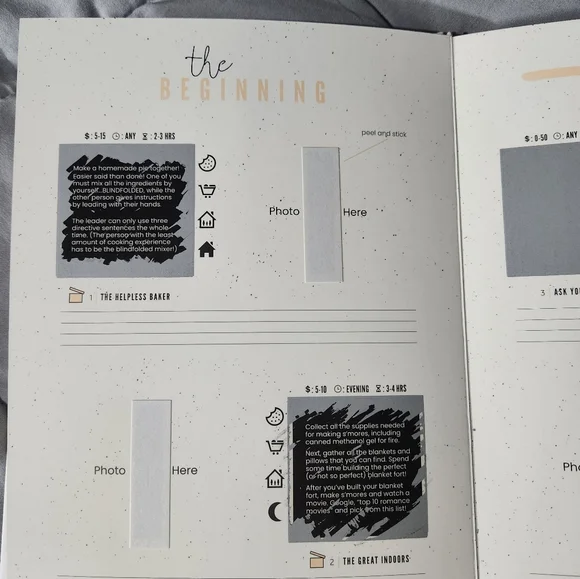 the
BEGINNING
$ : 5-15 : ANY : 2-3 HRS
peel and stick
Make a homemade pie together!
Easier said than done! One of you
must mix all the ingredients by
yourself...BLINDFOLDED, while the
other person gives instructions
by leading with their hands.
The leader can only use three
directive sentences the whole
time. (The person with the least
amount of cooking experience
has to be the blindfolded mixer!)
Photo Here
1 THE HELPLESS BAKER
$ : 5-10 : EVENING : 3-4 HRS
Photo Here
Collect all the supplies needed
for making s'mores, including
canned methanol gel for fire.
Next, gather all the blankets and
pillows that you can find. Spend
some time building the perfect
(or not so perfect) blanket fort!
After you've built your blanket
fort, make s'mores and watch a
movie. Google, "top 10 romance
movies" and pick from this list!
2 THE GREAT INDOORS
$ : 0-50 : ANY
3 ASK YO
Pho